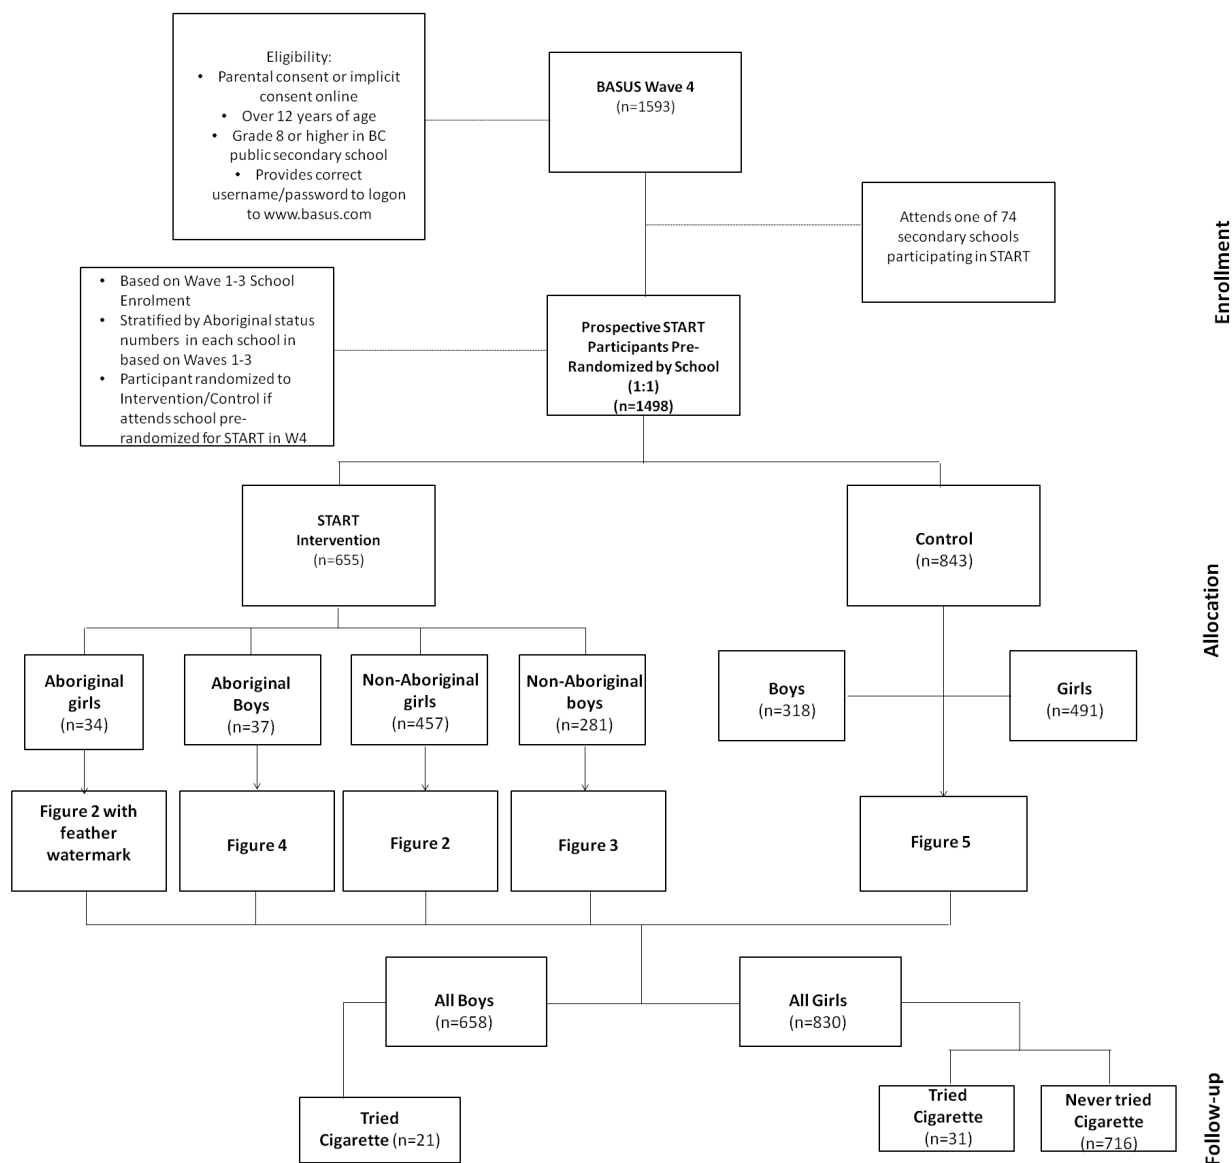 Eligibility:
• Parental consent or implicit
consent online
• Over 12 years of age
• Grade 8 or higher in BC
public secondary school
• Provides correct
username/password to logon
to www.basus.com
BASUS Wave 4
(n=1593)
Attends one of 74
secondary schools
participating in START
Enrollment
• Based on Wave 1-3 School
Enrolment
• Stratified by Aboriginal status
numbers in each school in
based on Waves 1-3
• Participant randomized to
Intervention/Control if
attends school pre-
randomized for START in W4
Prospective START
Participants Pre-
Randomized by School
(1:1)
(n=1498)
START
Intervention
(n=655)
Control
(n=843)
Allocation
Aboriginal
girls
(n=34)
Aboriginal
Boys
(n=37)
Non-Aboriginal
girls
(n=457)
Non-Aboriginal
boys
(n=281)
Boys
(n=318)
Girls
(n=491)
Figure 2 with
feather
watermark
Figure 4
Figure 2
Figure 3
Figure 5
All Boys
(n=658)
All Girls
(n=830)
Tried
Cigarette (n=21)
Tried
Cigarette
(n=31)
Never tried
Cigarette
(n=716)
Follow-up